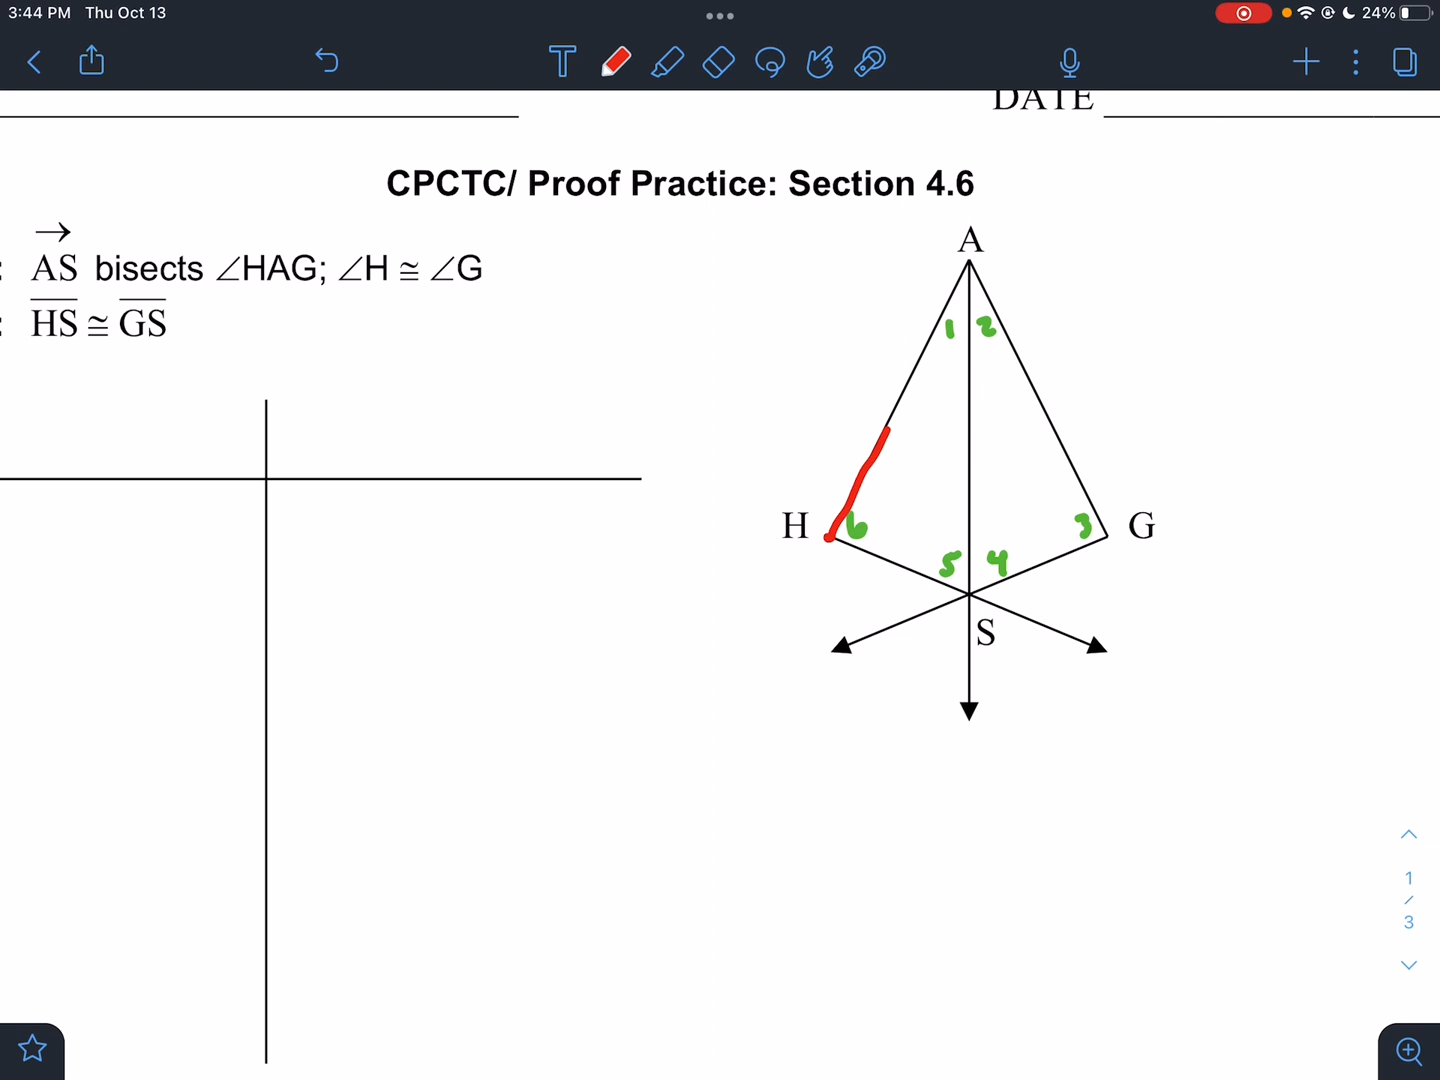 3:44 PM Thu Oct 13
24%
T
DATE
CPCTC/ Proof Practice: Section 4.6
: AS bisects ∠HAG; ∠H ≅ ∠G
: HS ≅ GS
A
1 2
H 6 3 G
5 4
S
1
/
3